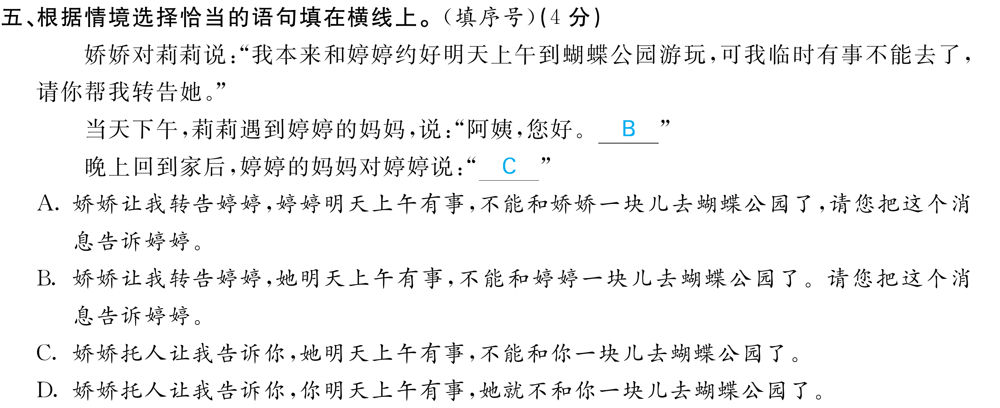 五、根据情境选择恰当的语句填在横线上。（填序号）(4 分)
娇娇对莉莉说：“我本来和婷婷约好明天上午到蝴蝶公园游玩，可我临时有事不能去了，
请你帮我转告她。”
当天下午，莉莉遇到婷婷的妈妈，说：“阿姨，您好。 B ”
晚上回到家后，婷婷的妈妈对婷婷说：“ C ”
A. 娇娇让我转告婷婷，婷婷明天上午有事，不能和娇娇一块儿去蝴蝶公园了，请您把这个消
息告诉婷婷。
B. 娇娇让我转告婷婷，她明天上午有事，不能和婷婷一块儿去蝴蝶公园了。请您把这个消
息告诉婷婷。
C. 娇娇托人让我告诉你，她明天上午有事，不能和你一块儿去蝴蝶公园了。
D. 娇娇托人让我告诉你，你明天上午有事，她就不和你一块儿去蝴蝶公园了。